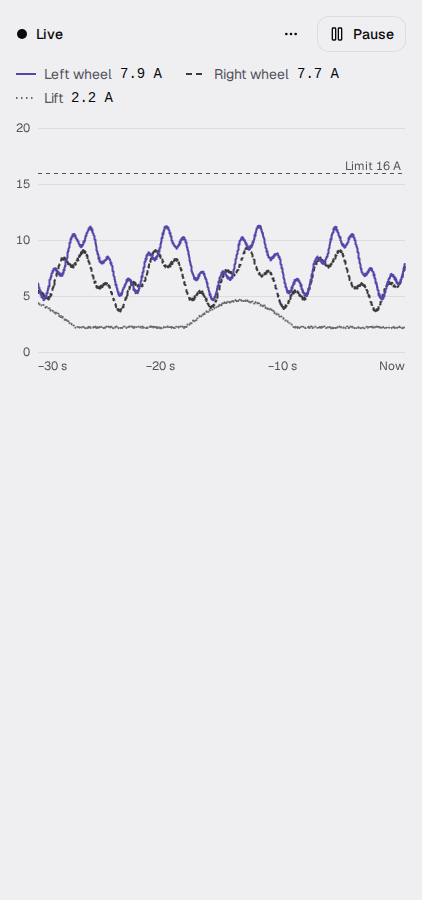 Live
Pause
Left wheel 7.9 A
Right wheel 7.7 A
Lift 2.2 A
20
Limit 16 A
15
10
5
0
−30 s
−20 s
−10 s
Now